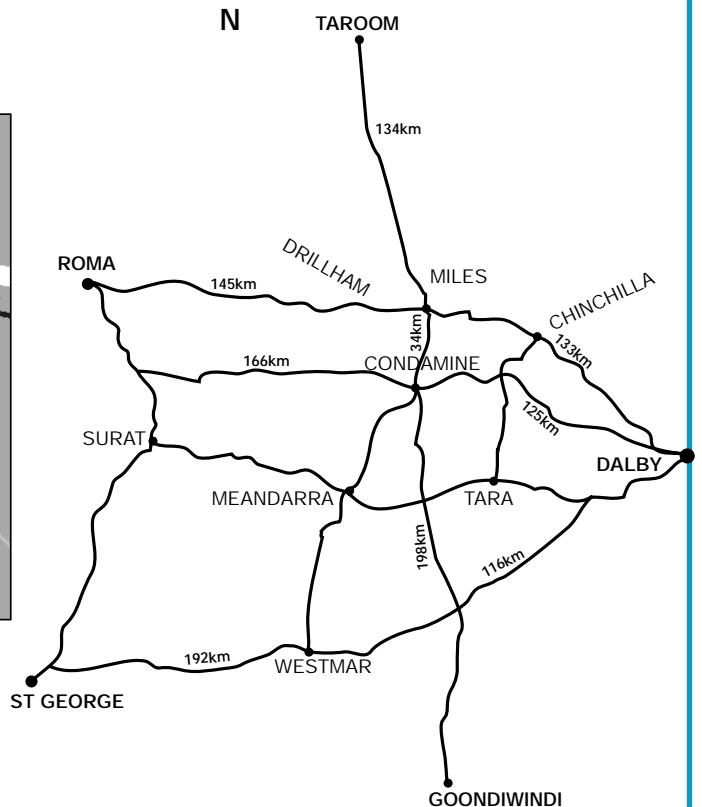 N
TAROOM
134km
DRILLHAM
MILES
ROMA
145km
CHINCHILLA
34km
133km
CONDAMINE
166km
125km
SURAT
DALBY
MEANDARRA
TARA
198km
116km
192km
WESTMAR
ST GEORGE
GOONDIWINDI